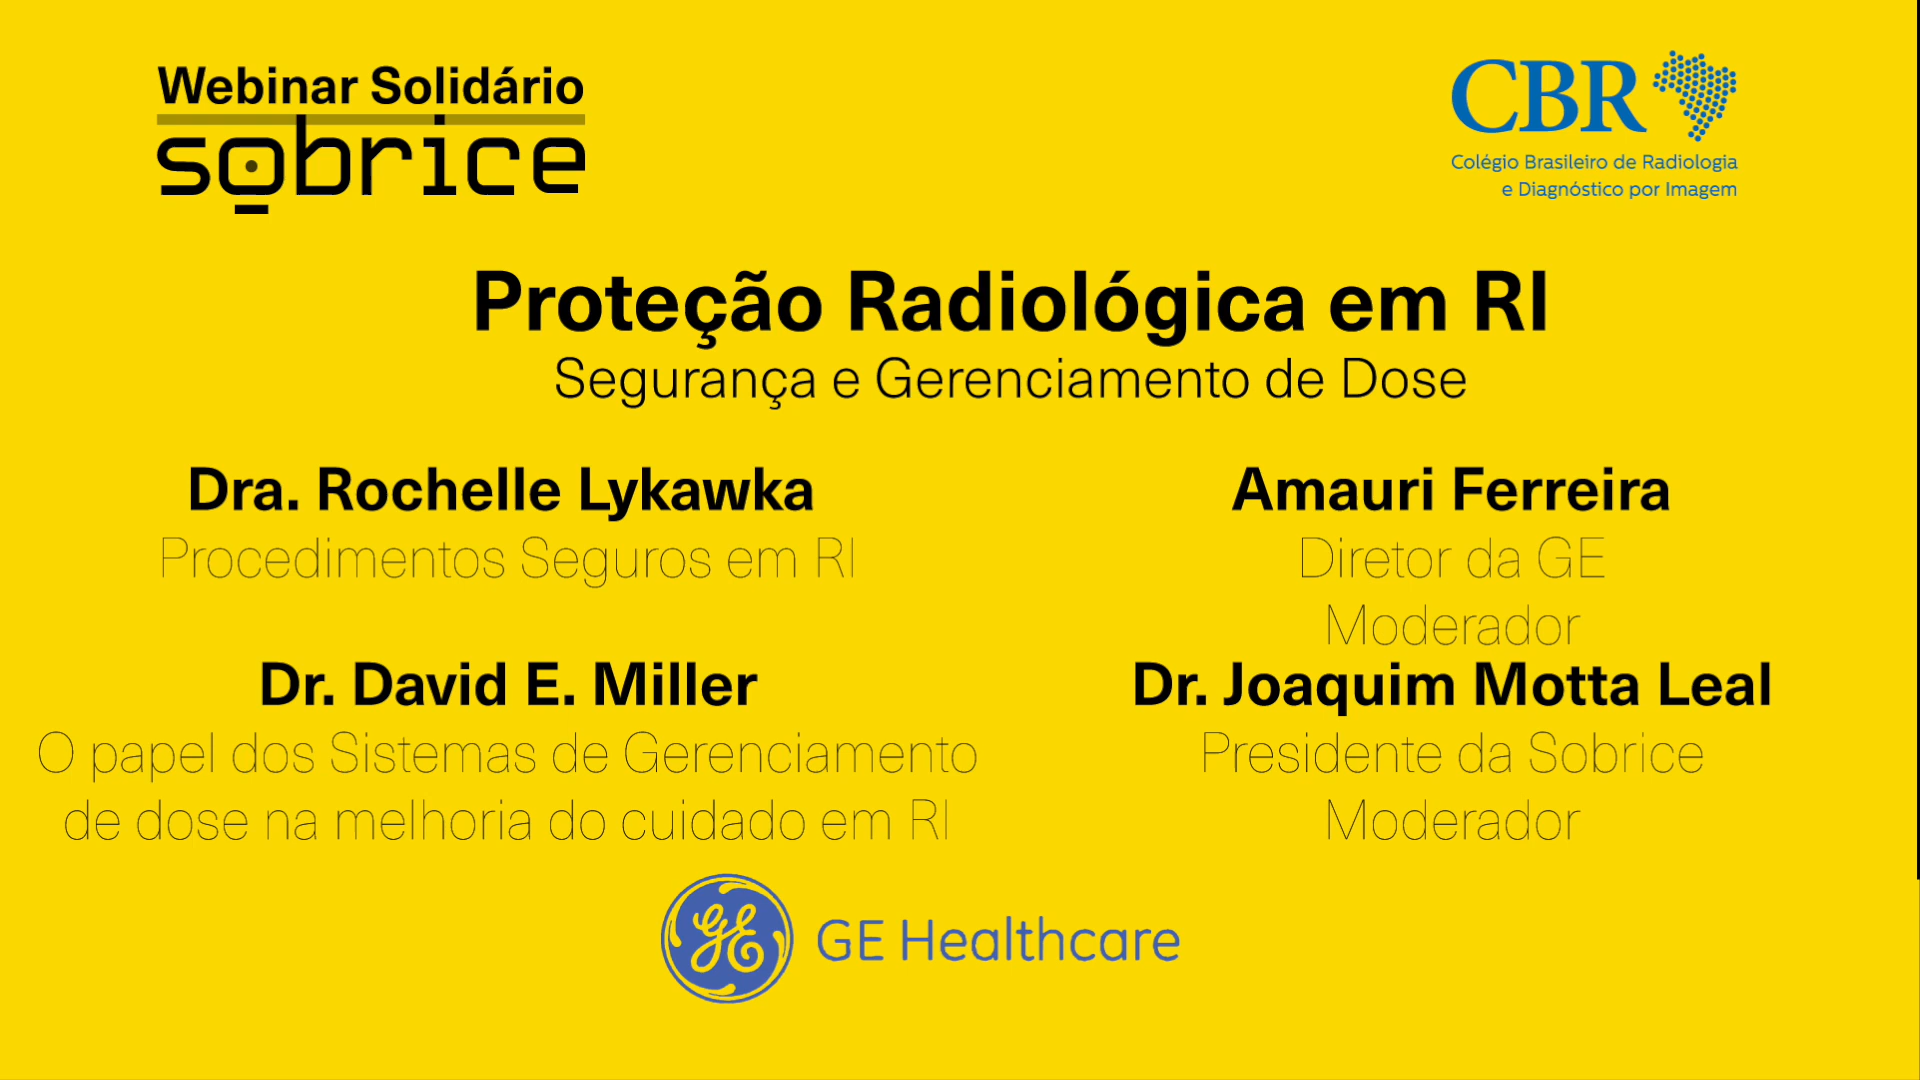 Webinar Solidário
sobrice
CBR
Colégio Brasileiro de Radiologia
e Diagnóstico por Imagem
Proteção Radiológica em RI
Segurança e Gerenciamento de Dose
Dra. Rochelle Lykawka
Procedimentos Seguros em RI
Amauri Ferreira
Diretor da GE
Moderador
Dr. David E. Miller
O papel dos Sistemas de Gerenciamento
de dose na melhoria do cuidado em RI
Dr. Joaquim Motta Leal
Presidente da Sobrice
Moderador
GE GE Healthcare